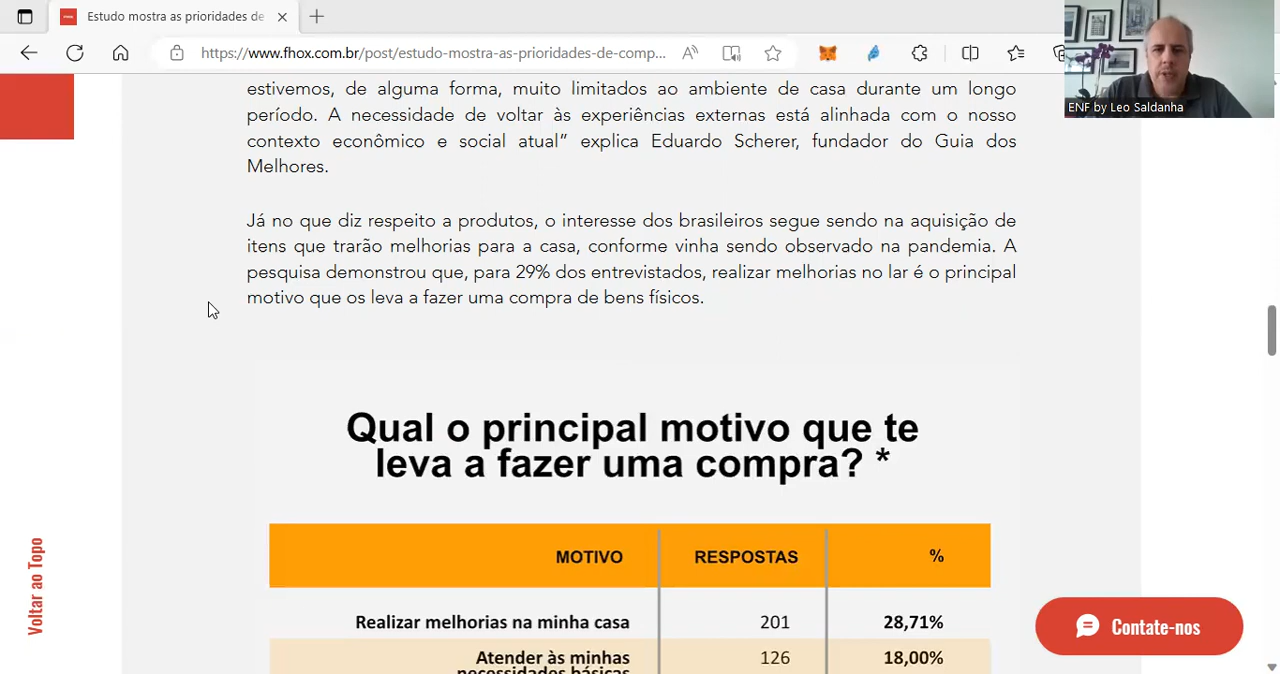 Estudo mostra as prioridades de
https://www.fhox.com.br/post/estudo-mostra-as-prioridades-de-comp...
ENF by Leo Saldanha
estivemos, de alguma forma, muito limitados ao ambiente de casa durante um longo
período. A necessidade de voltar às experiências externas está alinhada com o nosso
contexto econômico e social atual” explica Eduardo Scherer, fundador do Guia dos
Melhores.
Já no que diz respeito a produtos, o interesse dos brasileiros segue sendo na aquisição de
itens que trarão melhorias para a casa, conforme vinha sendo observado na pandemia. A
pesquisa demonstrou que, para 29% dos entrevistados, realizar melhorias no lar é o principal
motivo que os leva a fazer uma compra de bens físicos.
Qual o principal motivo que te
leva a fazer uma compra? *
MOTIVO RESPOSTAS %
Realizar melhorias na minha casa 201 28,71%
Atender às minhas 126 18,00%
necessidades básicas
Voltar ao Topo
Contate-nos